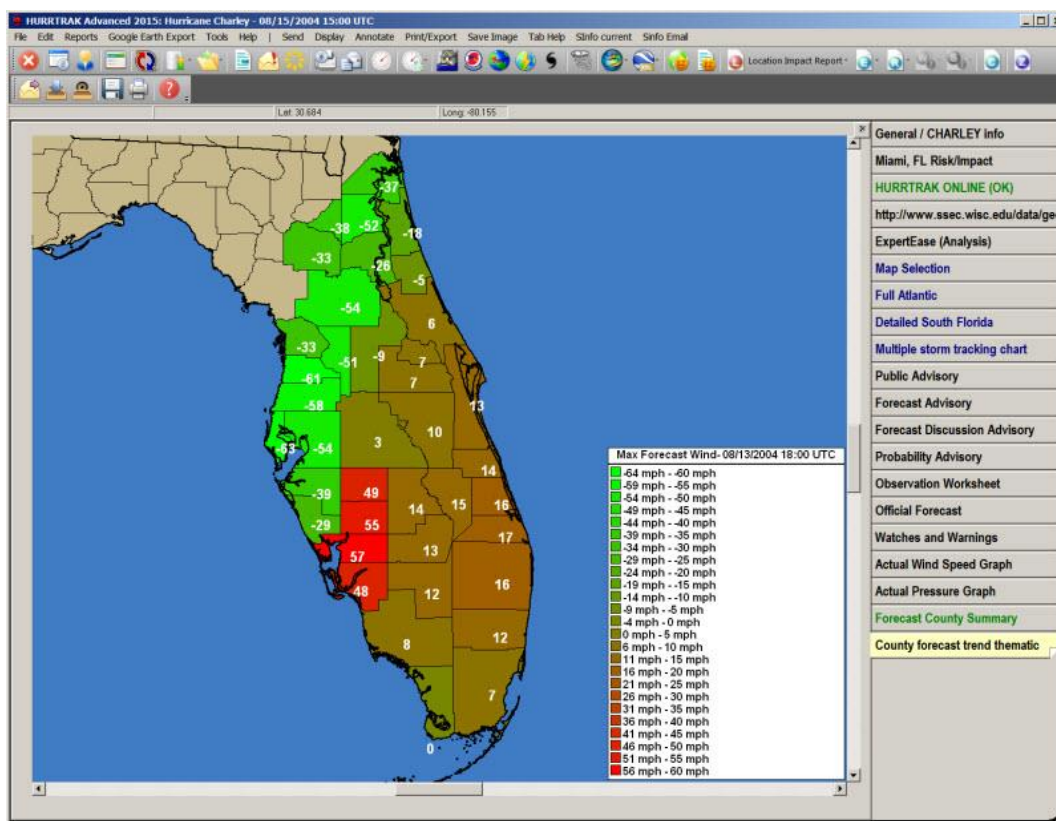 HURRTRAK Advanced 2015: Hurricane Charley - 08/15/2004 15:00 UTC
File Edit Reports Google Earth Export Tools Help | Send Display Annotate Print/Export Save Image Tab Help SInfo current SInfo Email
Location Impact Report
Lat: 30.684 Long: -80.155
General / CHARLEY info
Miami, FL Risk/Impact
HURRTRAK ONLINE (OK)
http://www.ssec.wisc.edu/data/ge
ExpertEase (Analysis)
Map Selection
Full Atlantic
Detailed South Florida
Multiple storm tracking chart
Public Advisory
Forecast Advisory
Forecast Discussion Advisory
Probability Advisory
Observation Worksheet
Official Forecast
Watches and Warnings
Actual Wind Speed Graph
Actual Pressure Graph
Forecast County Summary
County forecast trend thematic
-37
-38 -52 -18
-33 -26
-5
-54
6
-33
-51 -9 7
-61 7
-58 13
10
-54 3
14
-39 49 15 16
14
-29 55
17
57 13
48 12 16
8 12
7
0
Max Forecast Wind- 08/13/2004 18:00 UTC
-64 mph - -60 mph
-59 mph - -55 mph
-54 mph - -50 mph
-49 mph - -45 mph
-44 mph - -40 mph
-39 mph - -35 mph
-34 mph - -30 mph
-29 mph - -25 mph
-24 mph - -20 mph
-19 mph - -15 mph
-14 mph - -10 mph
-9 mph - -5 mph
-4 mph - 0 mph
0 mph - 5 mph
6 mph - 10 mph
11 mph - 15 mph
16 mph - 20 mph
21 mph - 25 mph
26 mph - 30 mph
31 mph - 35 mph
36 mph - 40 mph
41 mph - 45 mph
46 mph - 50 mph
51 mph - 55 mph
56 mph - 60 mph